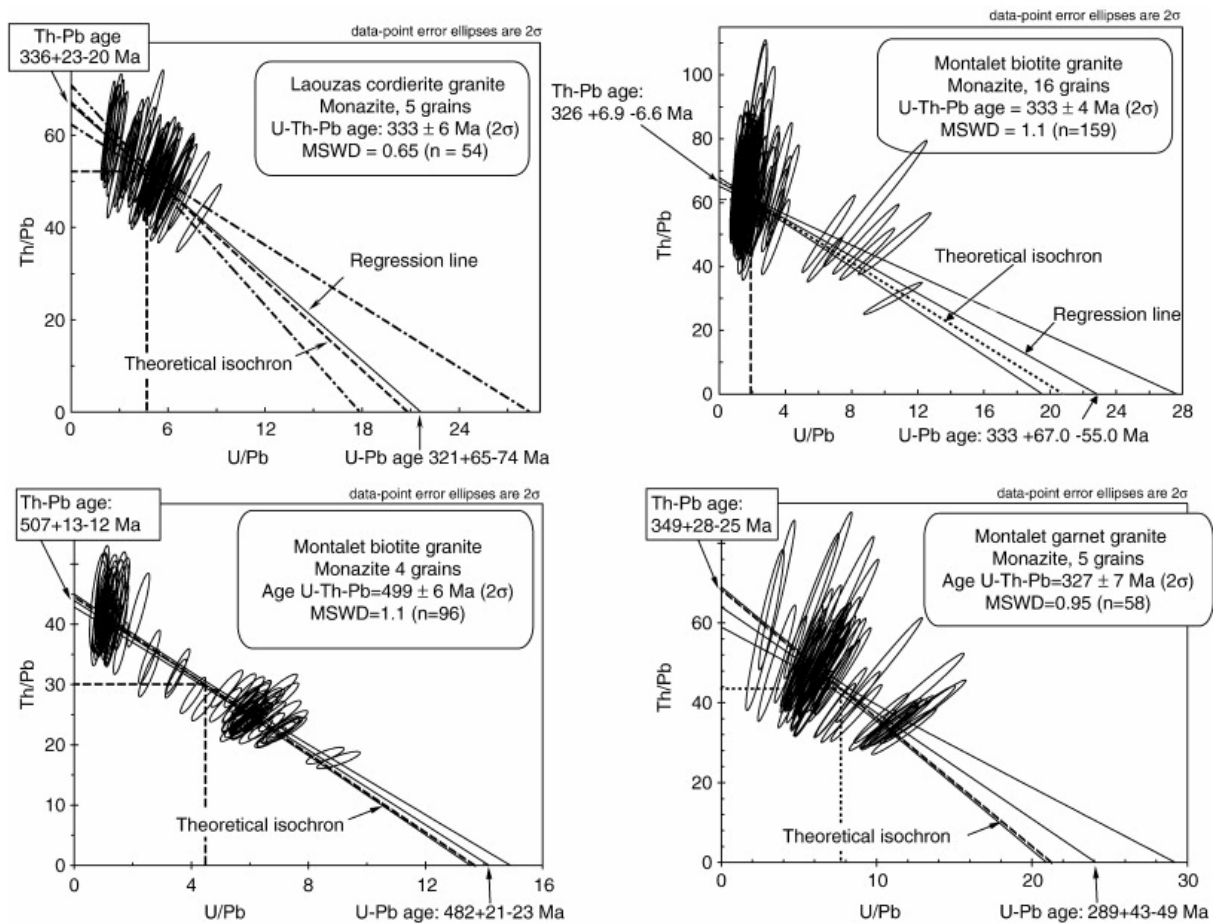 data-point error ellipses are 2σ
Th-Pb age
336+23-20 Ma
Laouzas cordierite granite
Monazite, 5 grains
U-Th-Pb age: 333 ± 6 Ma (2σ)
MSWD = 0.65 (n = 54)
60
40
20
0
Th/Pb
Regression line
Theoretical isochron
0
6
12
18
24
U/Pb
U-Pb age 321+65-74 Ma
data-point error ellipses are 2σ
Th-Pb age:
326 +6.9 -6.6 Ma
Montalet biotite granite
Monazite, 16 grains
U-Th-Pb age = 333 ± 4 Ma (2σ)
MSWD = 1.1 (n=159)
100
80
60
40
20
0
Th/Pb
Theoretical isochron
Regression line
0
4
8
12
16
20
24
28
U/Pb
U-Pb age: 333 +67.0 -55.0 Ma
data-point error ellipses are 2σ
Th-Pb age:
507+13-12 Ma
Montalet biotite granite
Monazite 4 grains
Age U-Th-Pb=499 ± 6 Ma (2σ)
MSWD=1.1 (n=96)
40
30
20
10
0
Th/Pb
Theoretical isochron
0
4
8
12
16
U/Pb
U-Pb age: 482+21-23 Ma
data-point error ellipses are 2σ
Th-Pb age:
349+28-25 Ma
Montalet garnet granite
Monazite, 5 grains
Age U-Th-Pb=327 ± 7 Ma (2σ)
MSWD=0.95 (n=58)
80
60
40
20
0
Th/Pb
Theoretical isochron
0
10
20
30
U/Pb
U-Pb age: 289+43-49 Ma